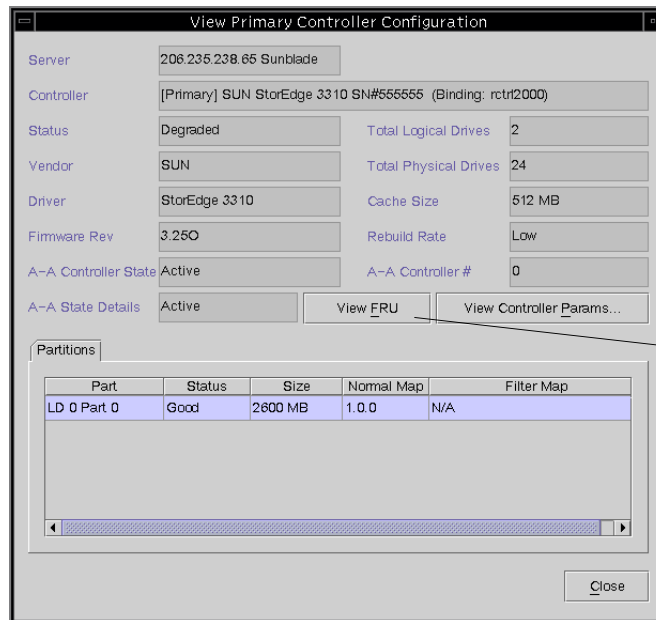 View Primary Controller Configuration
Server 206.235.238.65 Sunblade
Controller [Primary] SUN StorEdge 3310 SN#555555 (Binding: rctrl2000)
Status Degraded Total Logical Drives 2
Vendor SUN Total Physical Drives 24
Driver StorEdge 3310 Cache Size 512 MB
Firmware Rev 3.25O Rebuild Rate Low
A-A Controller State Active A-A Controller # 0
A-A State Details Active View FRU View Controller Params...
Partitions
Part Status Size Normal Map Filter Map
LD 0 Part 0 Good 2600 MB 1.0.0 N/A
Close